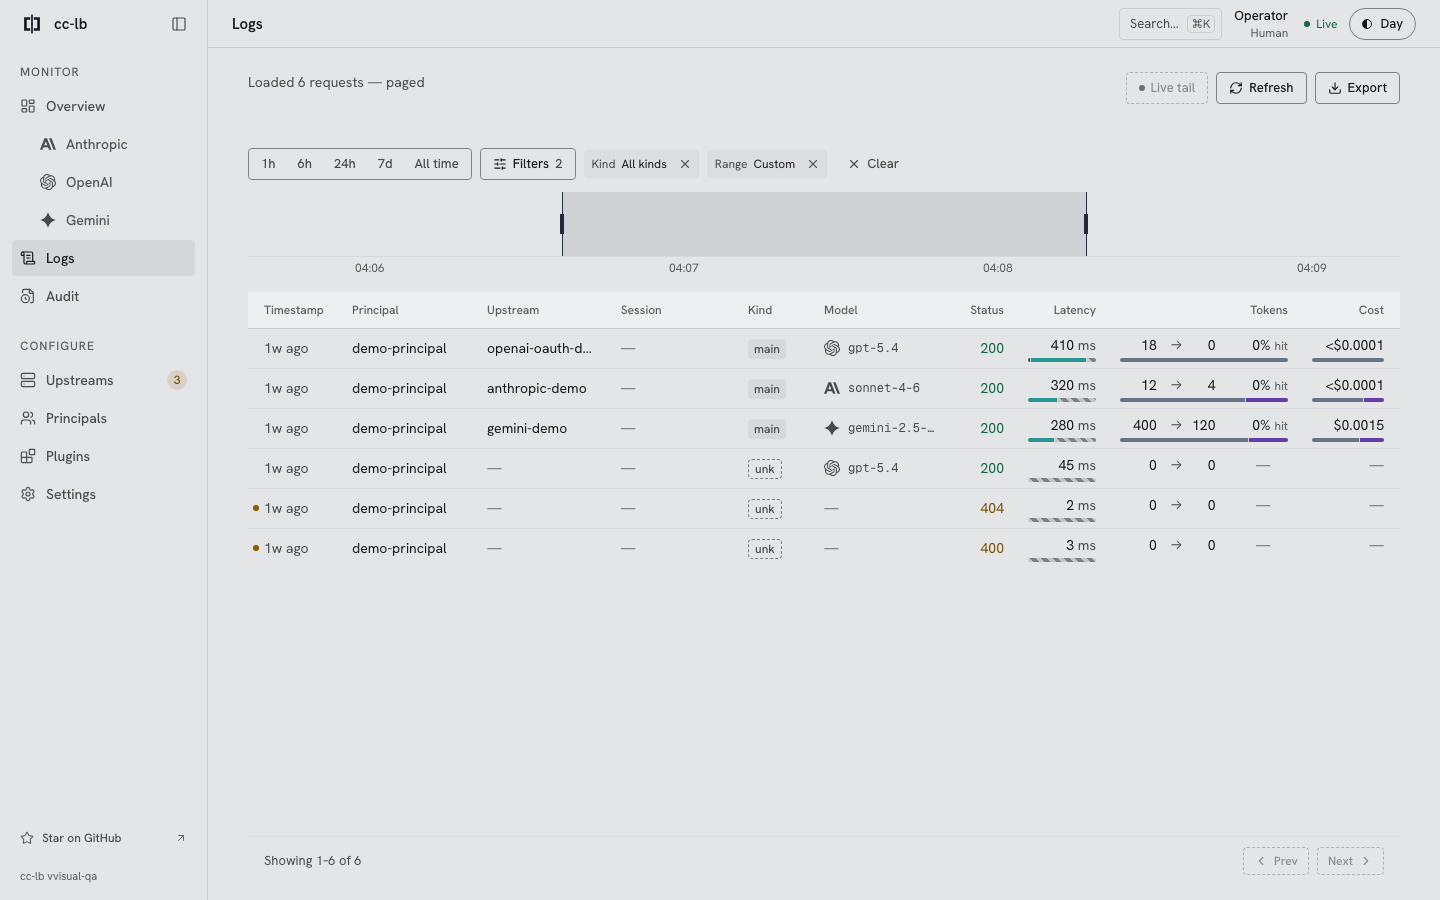 cc-lb
Logs
Search... ⌘K
Operator
Human
Live
Day
MONITOR
Overview
Anthropic
OpenAI
Gemini
Logs
Audit
CONFIGURE
Upstreams 3
Principals
Plugins
Settings
Star on GitHub
cc-lb vvisual-qa
Loaded 6 requests — paged
Live tail
Refresh
Export
1h 6h 24h 7d All time
Filters 2
Kind All kinds
Range Custom
Clear
04:06 04:07 04:08 04:09
Timestamp Principal Upstream Session Kind Model Status Latency Tokens Cost
1w ago demo-principal openai-oauth-d… — main gpt-5.4 200 410 ms 18 → 0 0% hit <$0.0001
1w ago demo-principal anthropic-demo — main sonnet-4-6 200 320 ms 12 → 4 0% hit <$0.0001
1w ago demo-principal gemini-demo — main gemini-2.5-… 200 280 ms 400 → 120 0% hit $0.0015
1w ago demo-principal — — unk gpt-5.4 200 45 ms 0 → 0 — —
1w ago demo-principal — — unk — 404 2 ms 0 → 0 — —
1w ago demo-principal — — unk — 400 3 ms 0 → 0 — —
Showing 1–6 of 6
Prev
Next